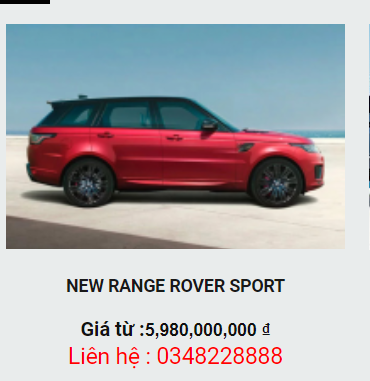 NEW RANGE ROVER SPORT
Giá từ :5,980,000,000 ₫
Liên hệ : 0348228888